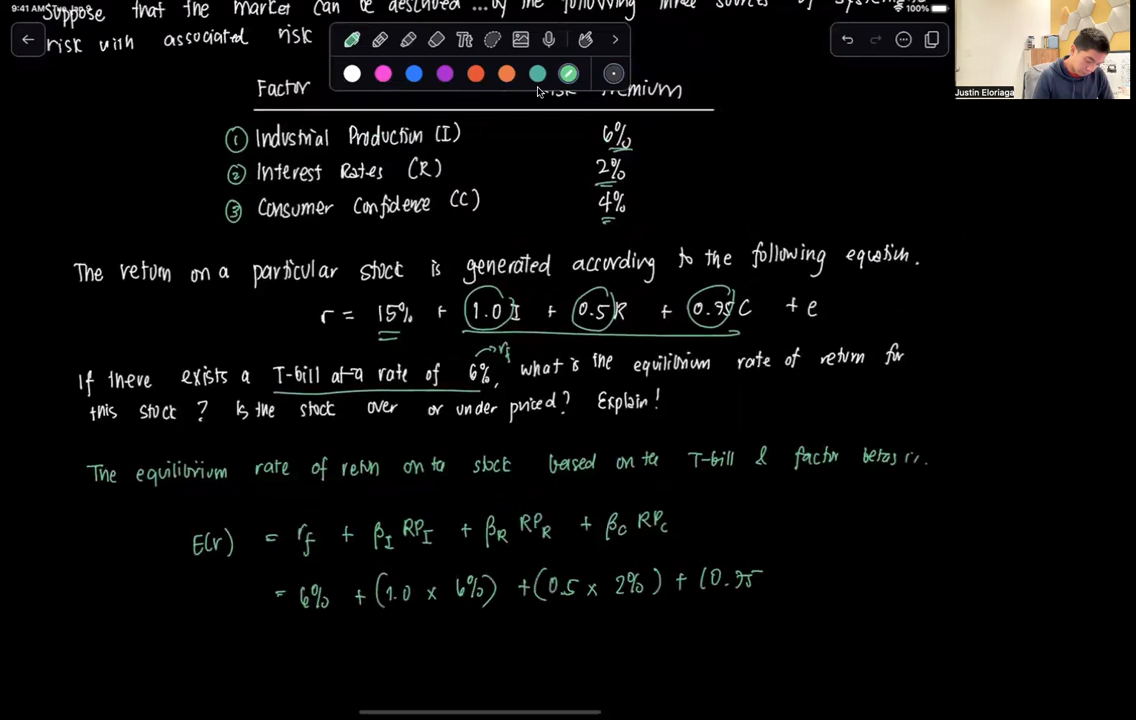 9:41 AM
100%
Suppose that the market can be described ... by the following three sources of
risk with associated risk
Justin Eloriaga
Factor Risk Premium
① Industrial Production (I) 6%
② Interest Rates (R) 2%
③ Consumer Confidence (C) 4%
The return on a particular stock is generated according to the following equation.
r = 15% + 1.0 I + 0.5 R + 0.75 C + e
rf
If there exists a T-bill at a rate of 6%, what is the equilibrium rate of return for
this stock? Is the stock over or under priced? Explain!
The equilibrium rate of return on the stock based on the T-bill & factor betas is.
E(r) = rf + βI RPI + βR RPR + βC RPC
= 6% + (1.0 x 6%) + (0.5 x 2%) + (0.75